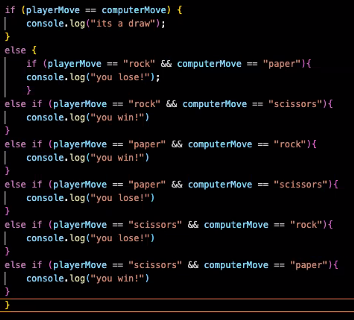 if (playerMove == computerMove) {
    console.log("its a draw");
}
else {
    if (playerMove == "rock" && computerMove == "paper"){
    console.log("you lose!");
    }
else if (playerMove == "rock" && computerMove == "scissors"){
    console.log("you win!")
}
else if (playerMove == "paper" && computerMove == "rock"){
    console.log("you win!")
}
else if (playerMove == "paper" && computerMove == "scissors"){
    console.log("you lose!")
}
else if (playerMove == "scissors" && computerMove == "rock"){
    console.log("you lose!")
}
else if (playerMove == "scissors" && computerMove == "paper"){
    console.log("you win!")
}
}